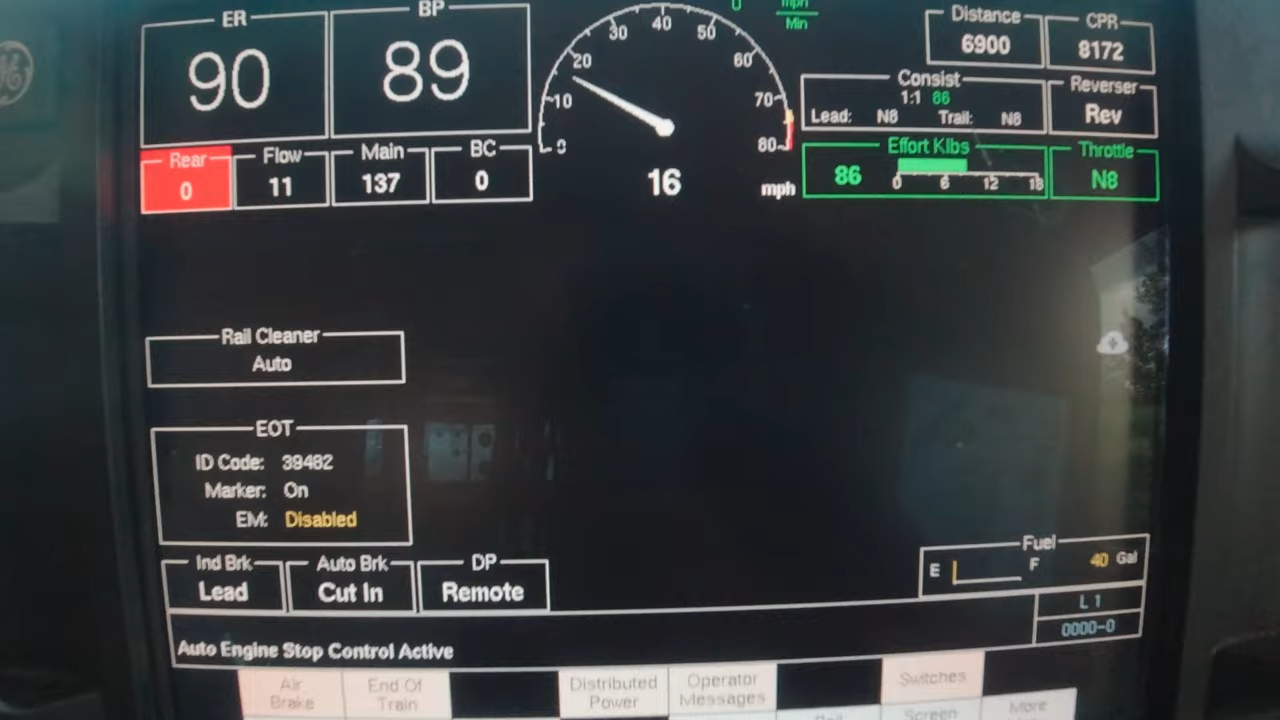 ER
90
BP
89
Rear
0
Flow
11
Main
137
BC
0
0
10
20
30
40
50
60
70
80
16
mph
0
mph
Min
Distance
6900
CPR
8172
Consist
1:1 86
Lead: N8 Trail: N8
Reverser
Rev
Effort Klbs
86
0 6 12 18
Throttle
N8
Rail Cleaner
Auto
EOT
ID Code: 39482
Marker: On
EM: Disabled
Ind Brk
Lead
Auto Brk
Cut In
DP
Remote
Fuel
E F 40 Gal
L 1
0000-0
Auto Engine Stop Control Active
Air
Brake
End Of
Train
Distributed
Power
Operator
Messages
Switches
Screen
More